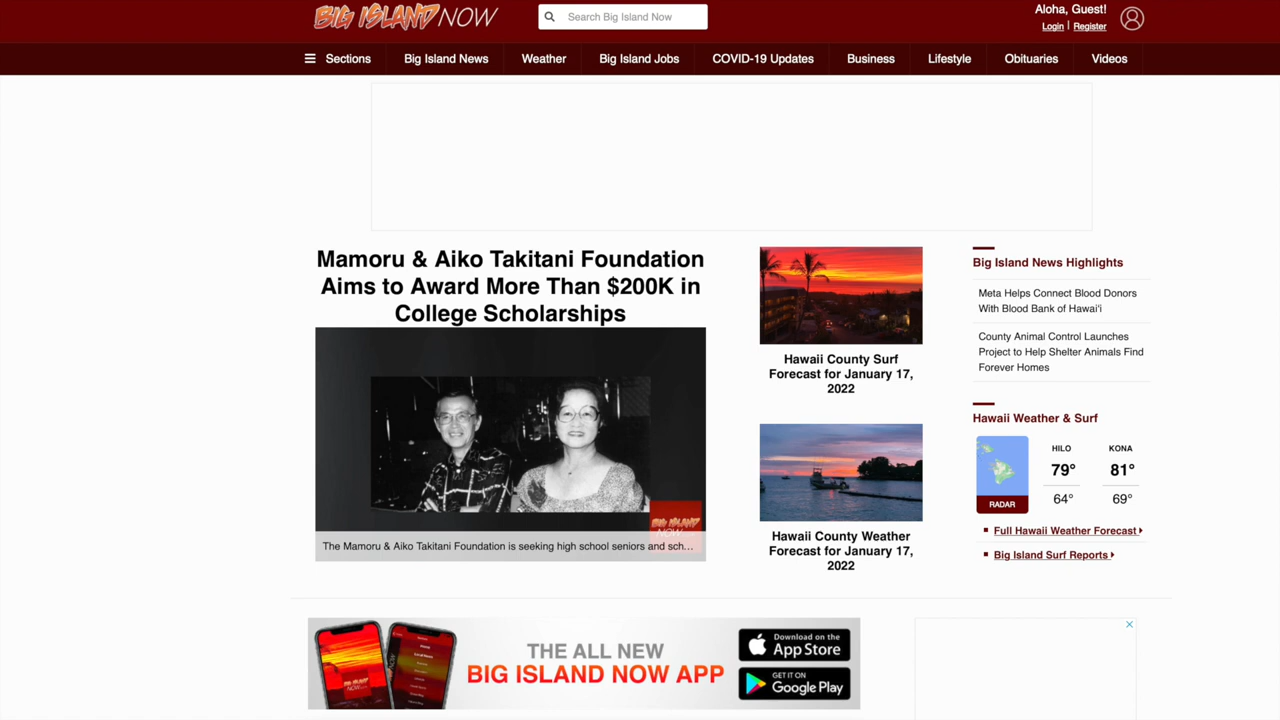 BIG ISLAND NOW
Search Big Island Now
Aloha, Guest!
Login | Register
Sections
Big Island News
Weather
Big Island Jobs
COVID-19 Updates
Business
Lifestyle
Obituaries
Videos
Mamoru & Aiko Takitani Foundation
Aims to Award More Than $200K in
College Scholarships
BIG ISLAND
NOW
The Mamoru & Aiko Takitani Foundation is seeking high school seniors and sch...
Hawaii County Surf
Forecast for January 17,
2022
Hawaii County Weather
Forecast for January 17,
2022
Big Island News Highlights
Meta Helps Connect Blood Donors
With Blood Bank of Hawaiʻi
County Animal Control Launches
Project to Help Shelter Animals Find
Forever Homes
Hawaii Weather & Surf
HILO
KONA
79°
81°
64°
69°
RADAR
Full Hawaii Weather Forecast
Big Island Surf Reports
THE ALL NEW
BIG ISLAND NOW APP
Download on the
App Store
GET IT ON
Google Play